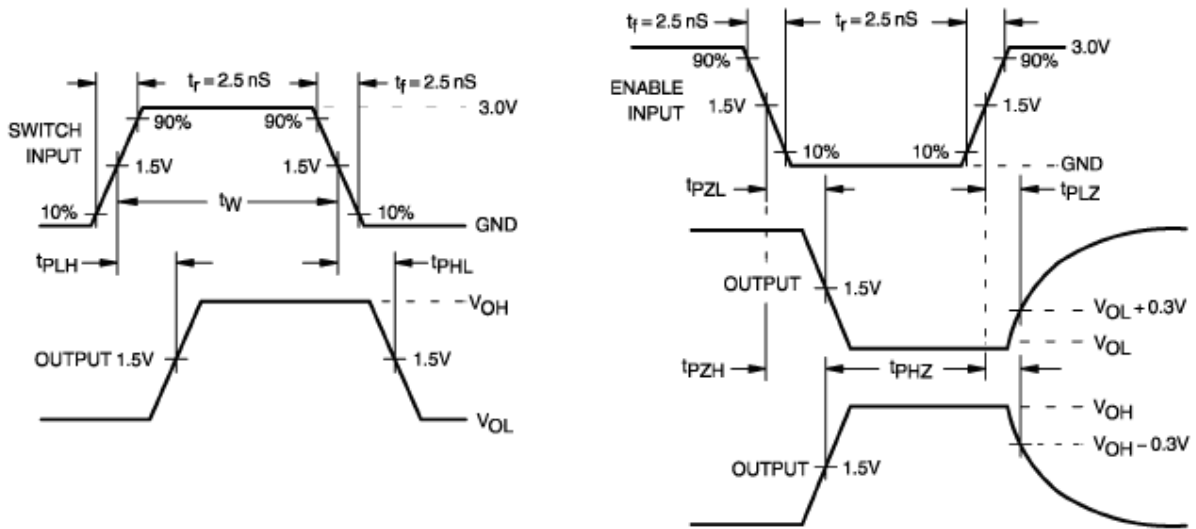 tr = 2.5 nS
tf = 2.5 nS
3.0V
90%
90%
SWITCH
INPUT
1.5V
1.5V
10%
tW
10%
GND
tPLH
tPHL
VOH
OUTPUT 1.5V
1.5V
VOL
tf = 2.5 nS
tr = 2.5 nS
3.0V
90%
90%
ENABLE
INPUT
1.5V
1.5V
10%
10%
GND
tPZL
tPLZ
OUTPUT
1.5V
VOL + 0.3V
VOL
tPZH
tPHZ
VOH
VOH – 0.3V
OUTPUT
1.5V